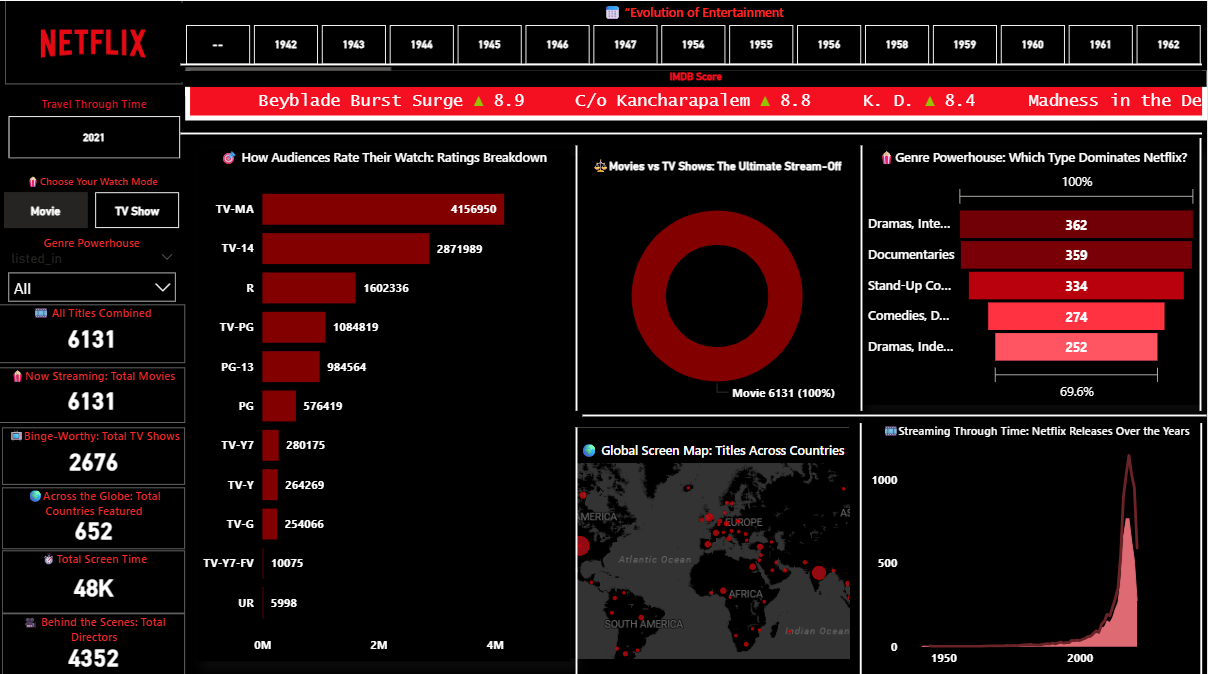 NETFLIX
"Evolution of Entertainment
--
1942
1943
1944
1945
1946
1947
1954
1955
1956
1958
1959
1960
1961
1962
IMDB Score
Beyblade Burst Surge ▲ 8.9 C/o Kancharapalem ▲ 8.8 K. D. ▲ 8.4 Madness in the De
Travel Through Time
2021
Choose Your Watch Mode
Movie
TV Show
Genre Powerhouse
listed_in
All
All Titles Combined
6131
Now Streaming: Total Movies
6131
Binge-Worthy: Total TV Shows
2676
Across the Globe: Total
Countries Featured
652
Total Screen Time
48K
Behind the Scenes: Total
Directors
4352
How Audiences Rate Their Watch: Ratings Breakdown
TV-MA 4156950
TV-14 2871989
R 1602336
TV-PG 1084819
PG-13 984564
PG 576419
TV-Y7 280175
TV-Y 264269
TV-G 254066
TV-Y7-FV 10075
UR 5998
0M 2M 4M
Movies vs TV Shows: The Ultimate Stream-Off
Movie 6131 (100%)
Genre Powerhouse: Which Type Dominates Netflix?
100%
Dramas, Inte... 362
Documentaries 359
Stand-Up Co... 334
Comedies, D... 274
Dramas, Inde... 252
69.6%
Global Screen Map: Titles Across Countries
AMERICA
EUROPE
AS
Atlantic Ocean
AFRICA
SOUTH AMERICA
Indian Ocean
Streaming Through Time: Netflix Releases Over the Years
1000
500
0
1950 2000